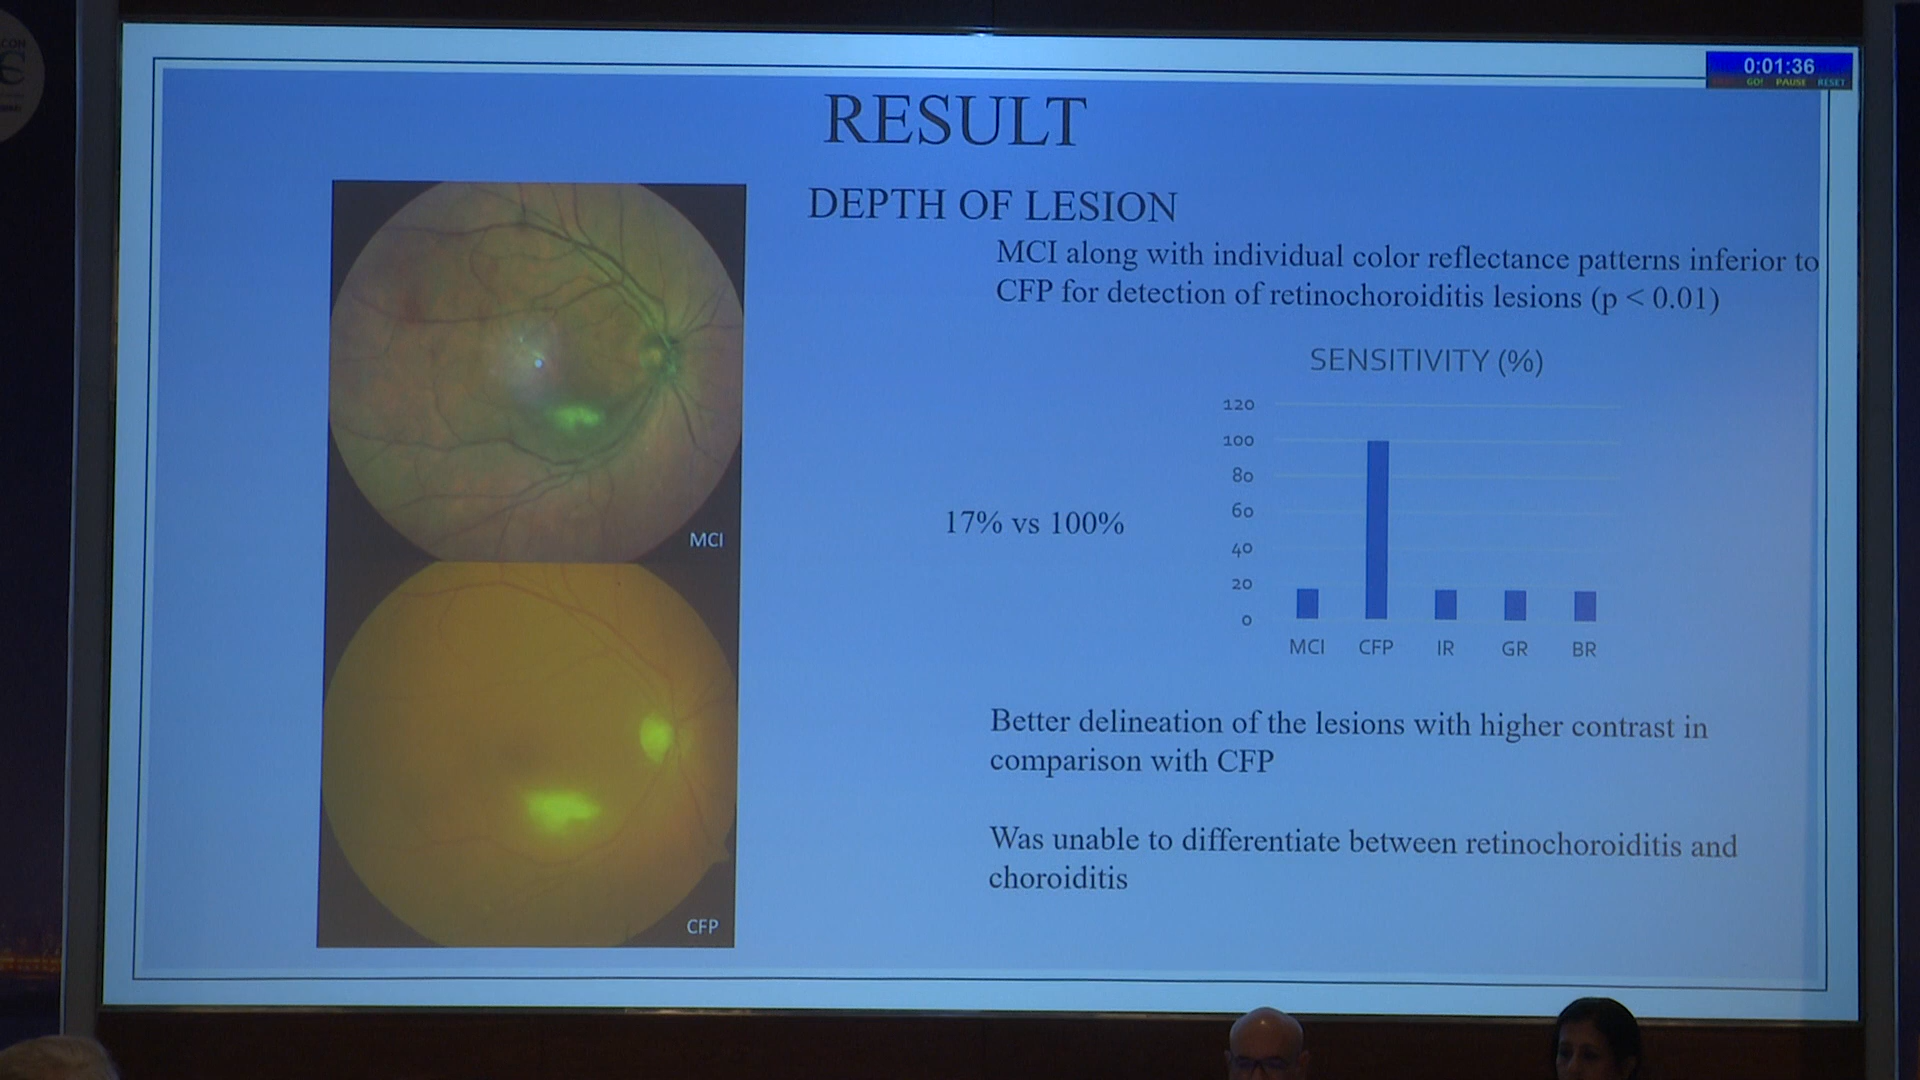 0:01:36
GO! PAUSE RESET
RESULT
DEPTH OF LESION
MCI along with individual color reflectance patterns inferior to
CFP for detection of retinochoroiditis lesions (p < 0.01)
SENSITIVITY (%)
120
100
80
60
40
20
0
MCI CFP IR GR BR
17% vs 100%
Better delineation of the lesions with higher contrast in
comparison with CFP
Was unable to differentiate between retinochoroiditis and
choroiditis
MCI
CFP